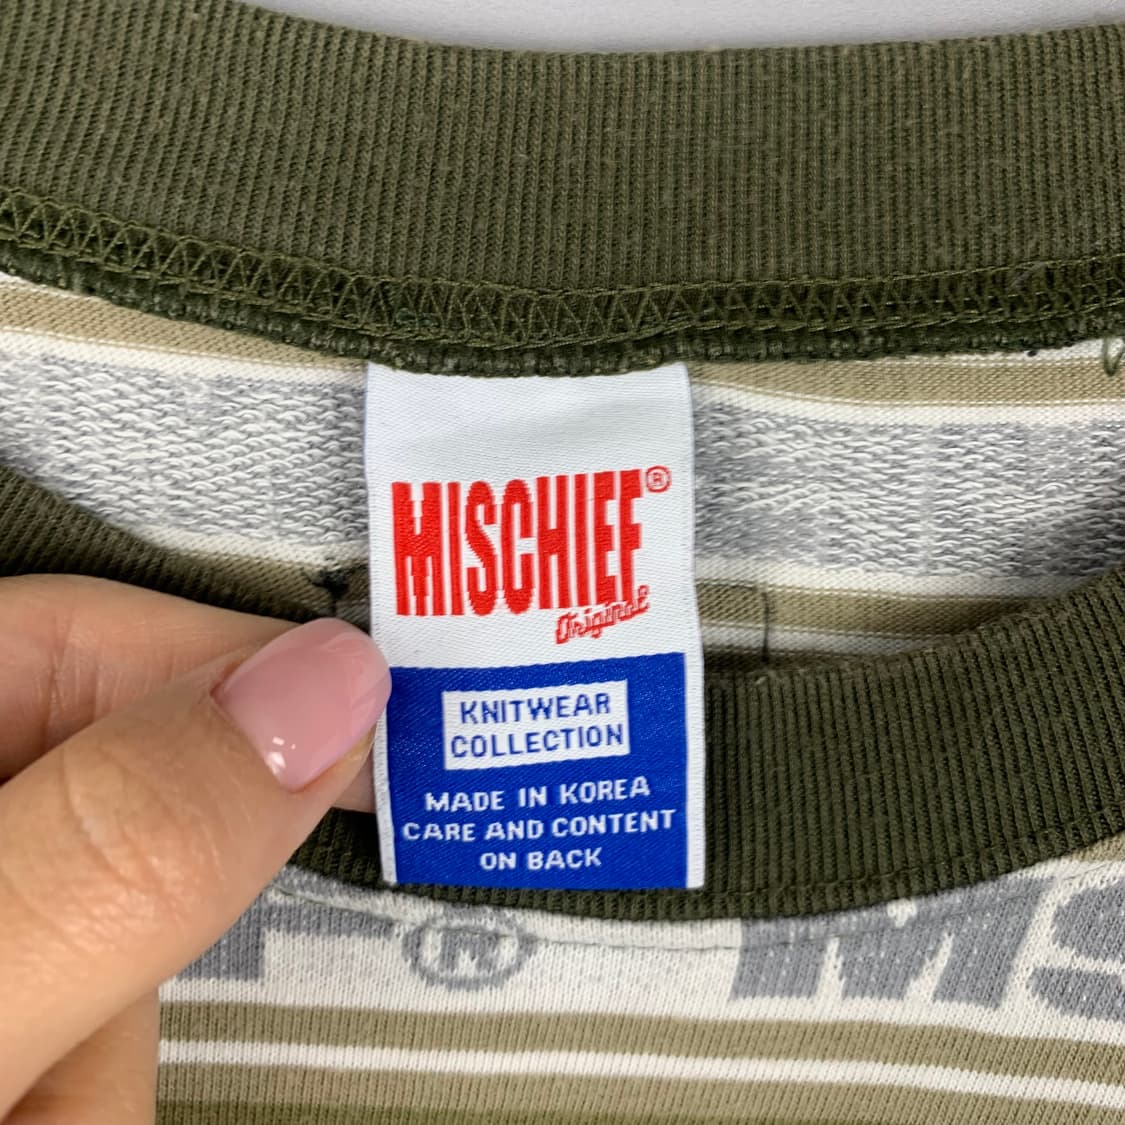 MISCHIEF®
Original
KNITWEAR
COLLECTION
MADE IN KOREA
CARE AND CONTENT
ON BACK
®